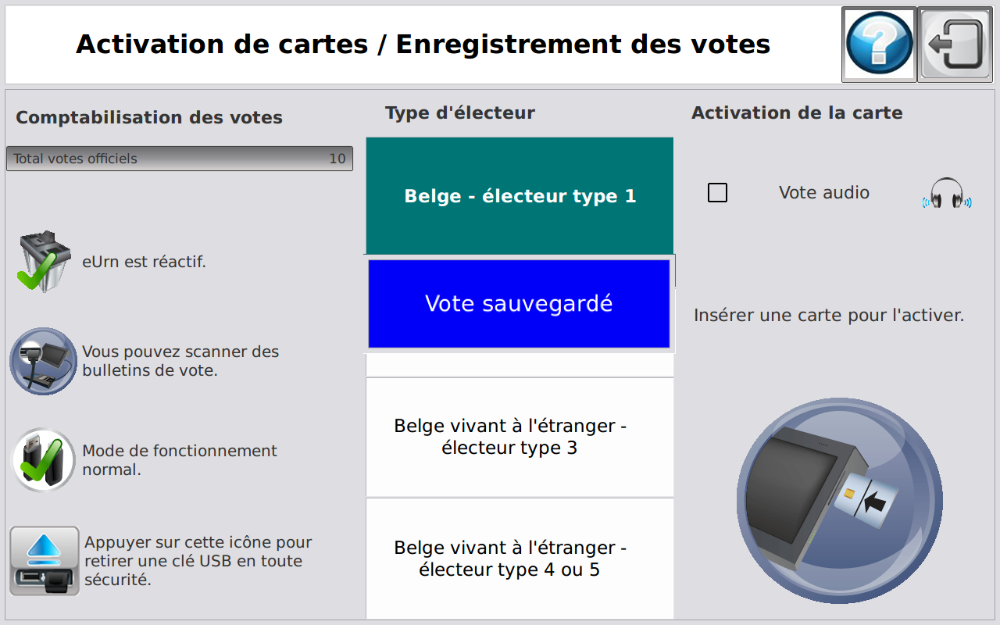 Activation de cartes / Enregistrement des votes
Comptabilisation des votes
Total votes officiels 10
eUrn est réactif.
Vous pouvez scanner des
bulletins de vote.
Mode de fonctionnement
normal.
Appuyer sur cette icône pour
retirer une clé USB en toute
sécurité.
Type d'électeur
Belge - électeur type 1
Vote sauvegardé
Belge vivant à l'étranger -
électeur type 3
Belge vivant à l'étranger -
électeur type 4 ou 5
Activation de la carte
Vote audio
Insérer une carte pour l'activer.